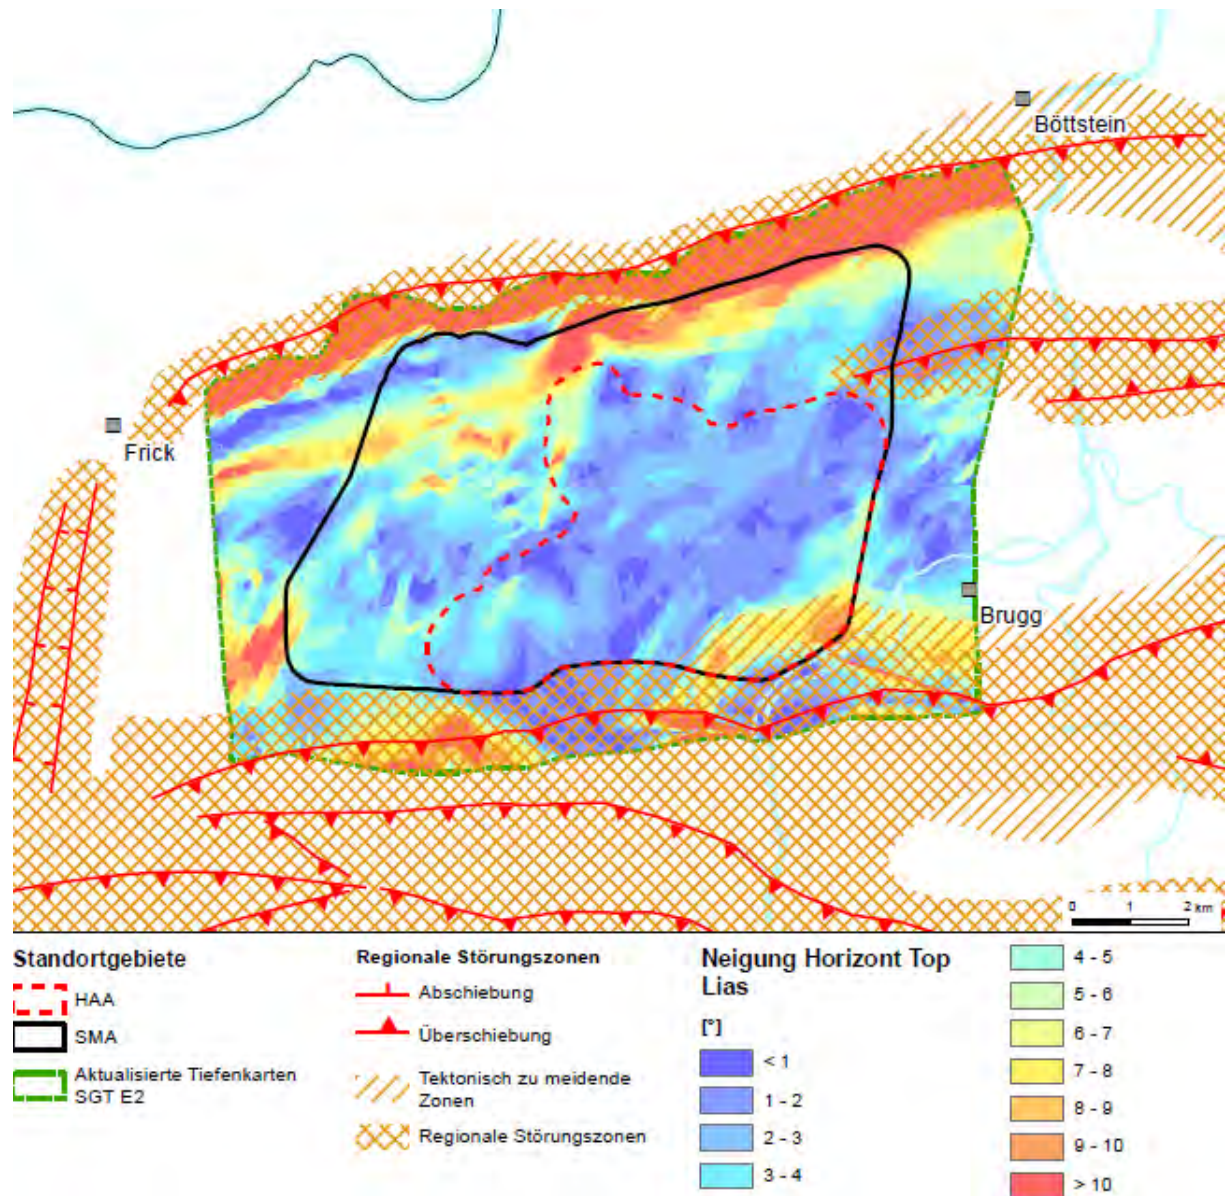 Böttstein
Frick
Brugg
0 1 2 km
Standortgebiete
HAA
SMA
Aktualisierte Tiefenkarten
SGT E2
Regionale Störungszonen
Abschiebung
Überschiebung
Tektonisch zu meidende
Zonen
Regionale Störungszonen
Neigung Horizont Top
Lias
[°]
< 1
1 - 2
2 - 3
3 - 4
4 - 5
5 - 6
6 - 7
7 - 8
8 - 9
9 - 10
> 10